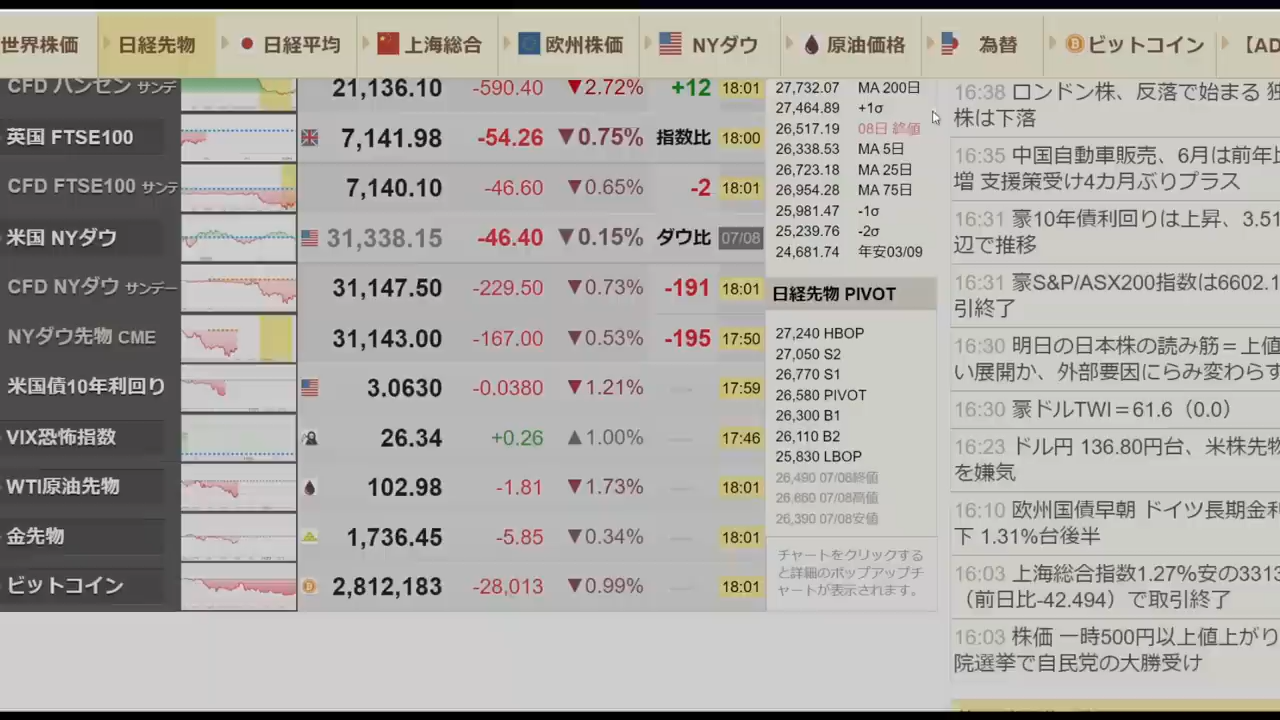 世界株価 日経先物 日経平均 上海総合 欧州株価 NYダウ 原油価格 為替 ビットコイン 【AD
CFD ハンセン サンデ 21,136.10 -590.40 ▼2.72% +12 18:01
英国 FTSE100 7,141.98 -54.26 ▼0.75% 指数比 18:00
CFD FTSE100 サンデ 7,140.10 -46.60 ▼0.65% -2 18:01
米国 NYダウ 31,338.15 -46.40 ▼0.15% ダウ比 07/08
CFD NYダウ サンデー 31,147.50 -229.50 ▼0.73% -191 18:01
NYダウ先物 CME 31,143.00 -167.00 ▼0.53% -195 17:50
米国債10年利回り 3.0630 -0.0380 ▼1.21% — 17:59
VIX恐怖指数 26.34 +0.26 ▲1.00% — 17:46
WTI原油先物 102.98 -1.81 ▼1.73% — 18:01
金先物 1,736.45 -5.85 ▼0.34% — 18:01
ビットコイン 2,812,183 -28,013 ▼0.99% — 18:01
27,732.07 MA 200日
27,464.89 +1σ
26,517.19 08日 終値
26,338.53 MA 5日
26,723.18 MA 25日
26,954.28 MA 75日
25,981.47 -1σ
25,239.76 -2σ
24,681.74 年安03/09
日経先物 PIVOT
27,240 HBOP
27,050 S2
26,770 S1
26,580 PIVOT
26,300 B1
26,110 B2
25,830 LBOP
26,490 07/08終値
26,660 07/08高値
26,390 07/08安値
チャートをクリックする
と詳細のポップアップチ
ャートが表示されます。
16:38 ロンドン株、反落で始まる 独
株は下落
16:35 中国自動車販売、6月は前年比
増 支援策受け4カ月ぶりプラス
16:31 豪10年債利回りは上昇、3.51
辺で推移
16:31 豪S&P/ASX200指数は6602.1
引終了
16:30 明日の日本株の読み筋＝上値
い展開か、外部要因にらみ変わらず
16:30 豪ドルTWI＝61.6（0.0）
16:23 ドル円 136.80円台、米株先物
を嫌気
16:10 欧州国債早朝 ドイツ長期金利
下 1.31%台後半
16:03 上海総合指数1.27%安の3313
（前日比-42.494）で取引終了
16:03 株価 一時500円以上値上がり
院選挙で自民党の大勝受け